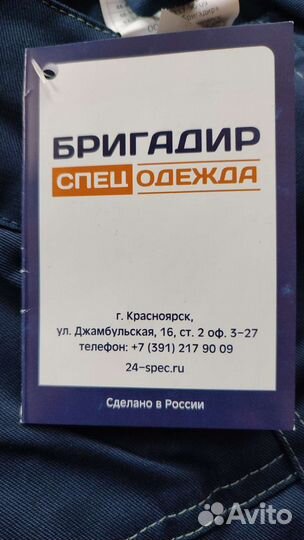 Бригадир»
БРИГАДИР
СПЕЦОДЕЖДА
г. Красноярск,
ул. Джамбульская, 16, ст. 2 оф. 3-27
телефон: +7 (391) 217 90 09
24-spec.ru
Сделано в России
Avito